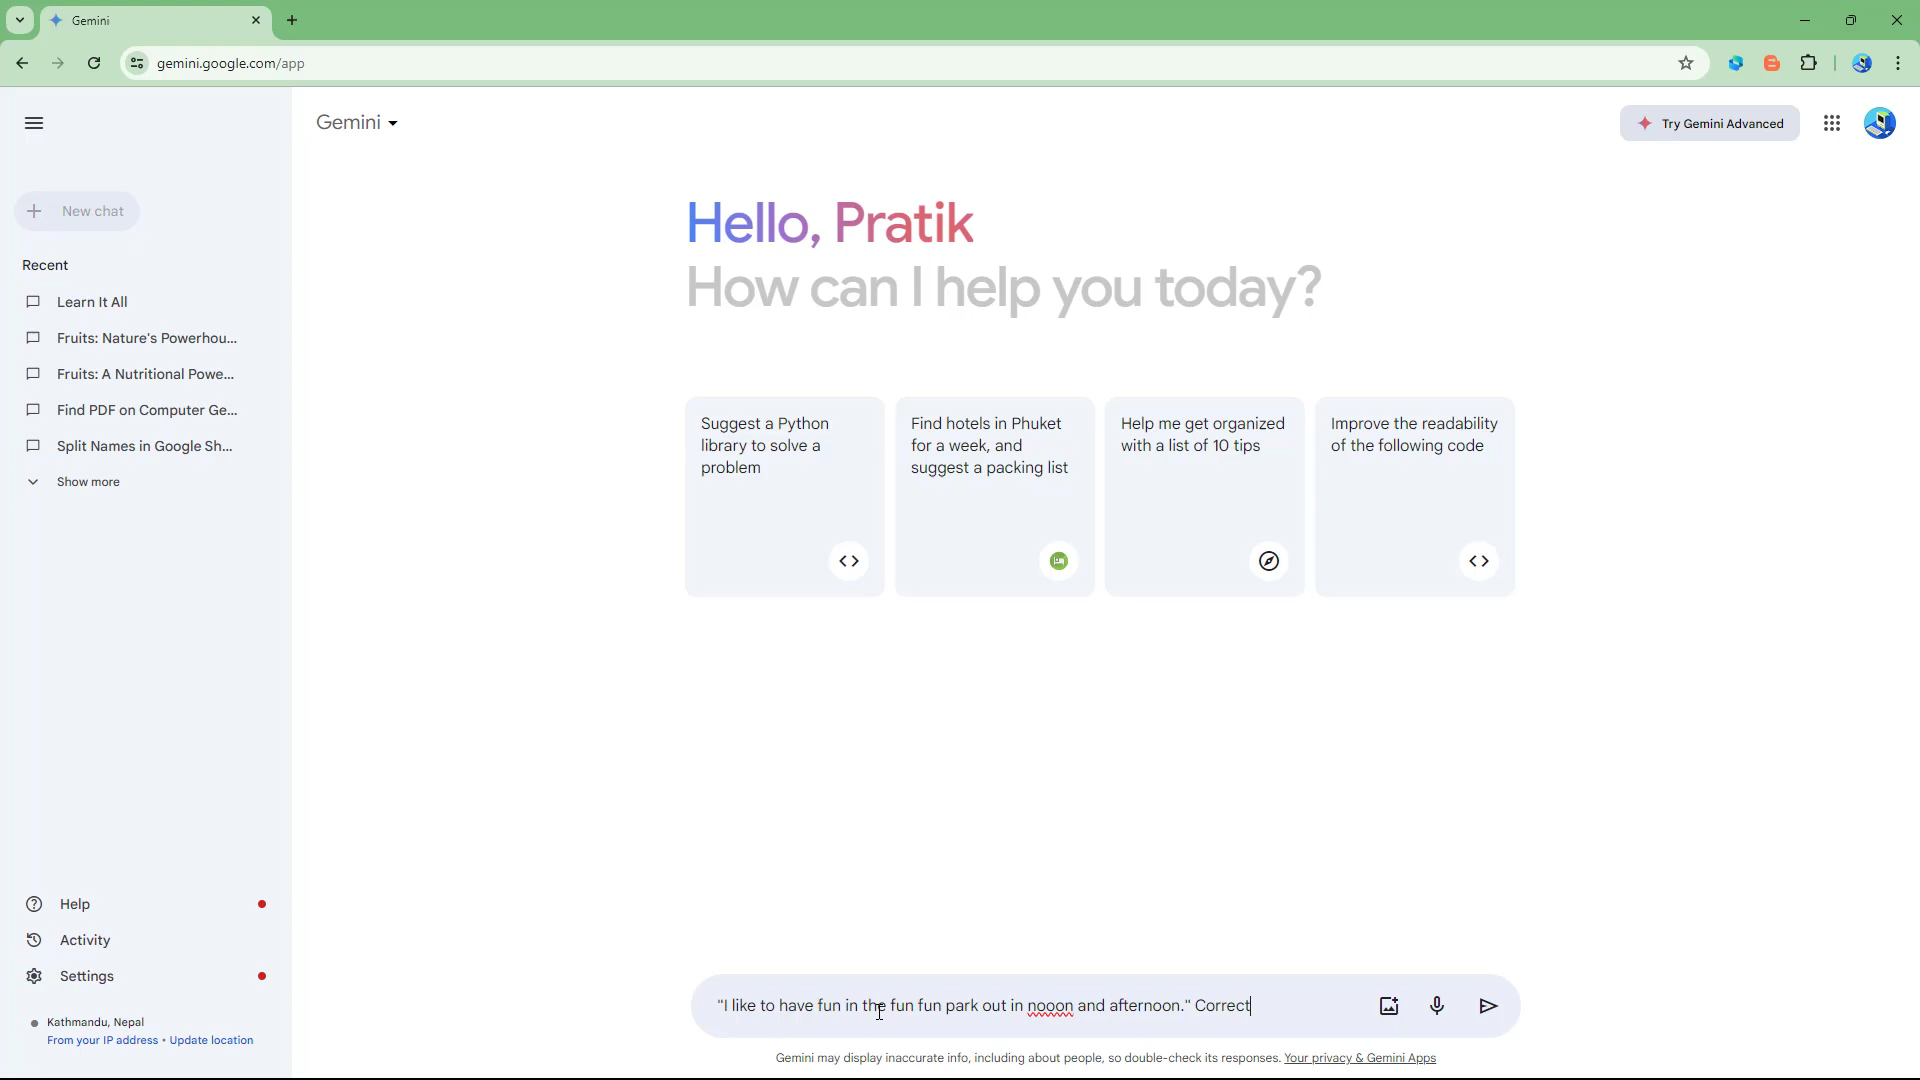 Gemini
gemini.google.com/app
Gemini
Try Gemini Advanced
New chat
Recent
Learn It All
Fruits: Nature's Powerhou...
Fruits: A Nutritional Powe...
Find PDF on Computer Ge...
Split Names in Google Sh...
Show more
Hello, Pratik
How can I help you today?
Suggest a Python
library to solve a
problem
Find hotels in Phuket
for a week, and
suggest a packing list
Help me get organized
with a list of 10 tips
Improve the readability
of the following code
Help
Activity
Settings
Kathmandu, Nepal
From your IP address • Update location
"I like to have fun in the fun fun park out in nooon and afternoon." Correct
Gemini may display inaccurate info, including about people, so double-check its responses. Your privacy & Gemini Apps